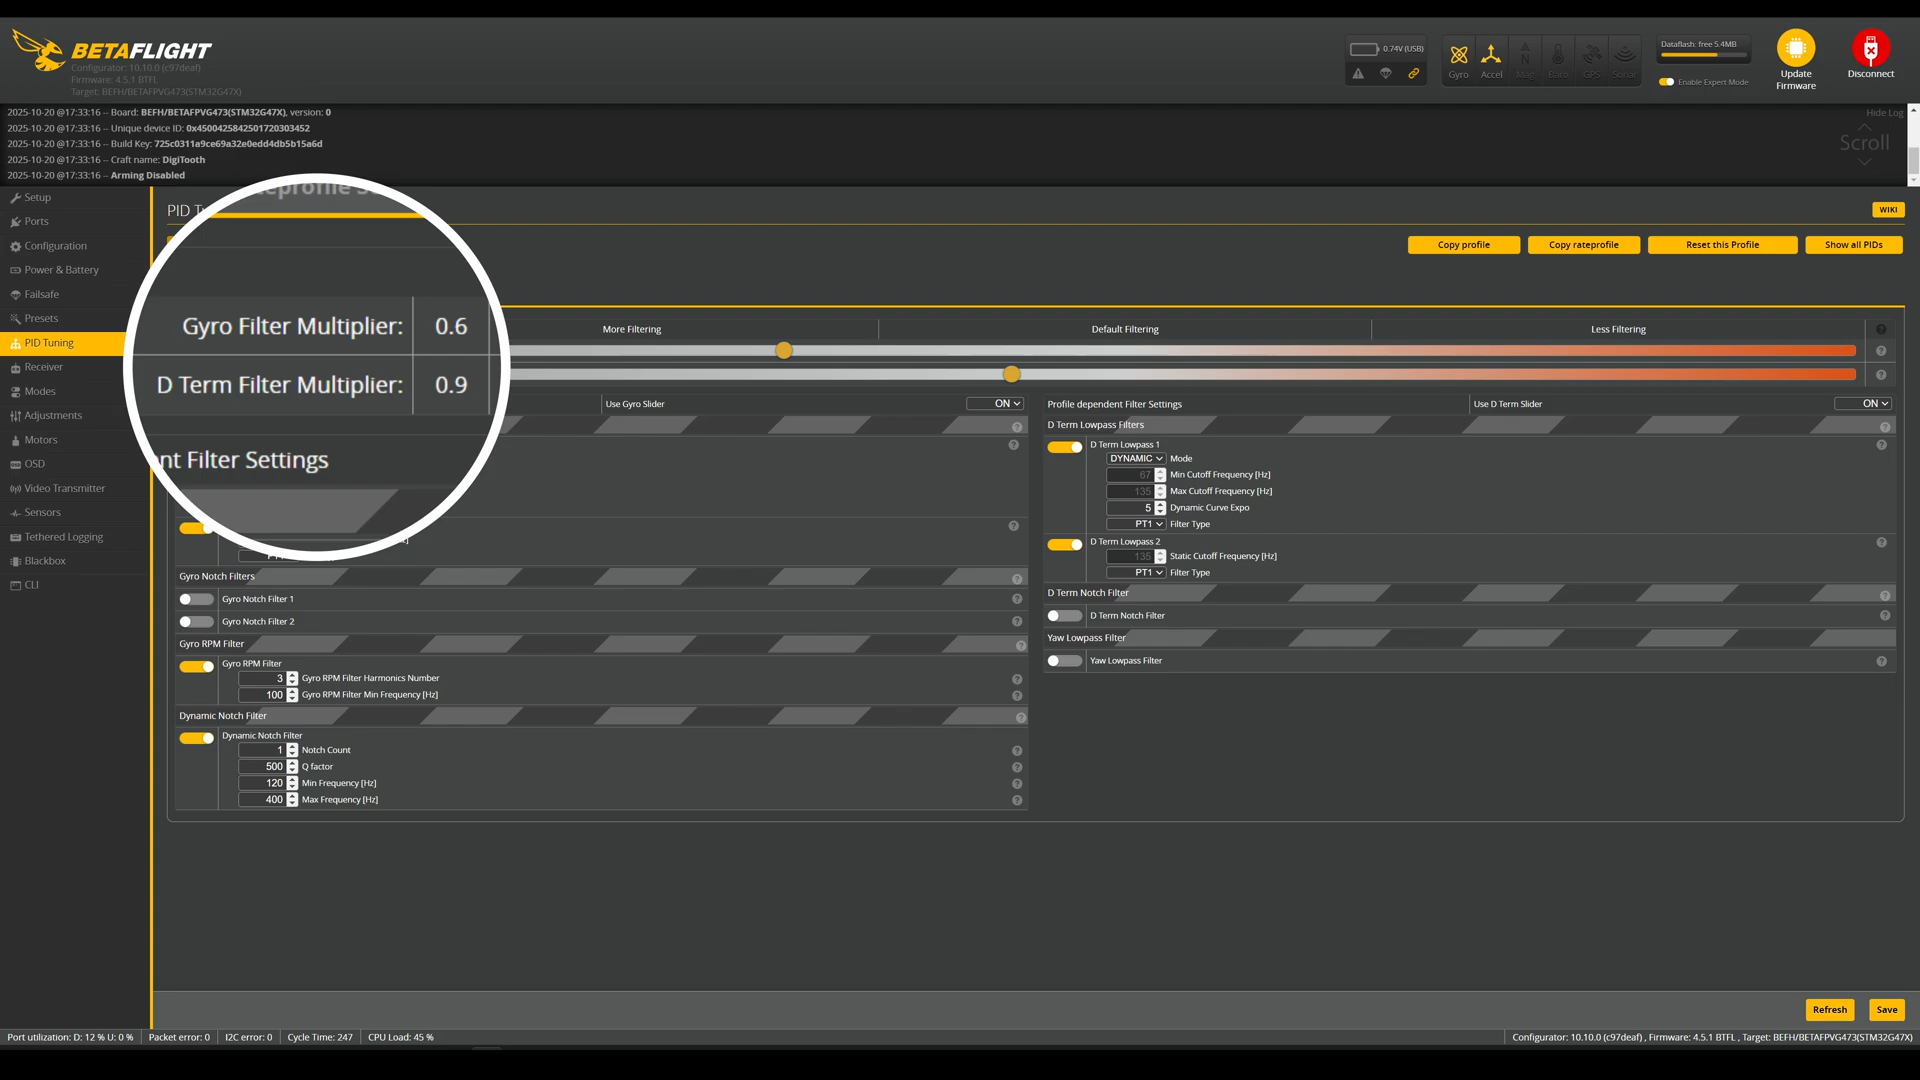 BETAFLIGHT
Configurator: 10.10.0 (c97deaf)
Firmware: 4.5.1 BTFL
Target: BEFH/BETAFPVG473(STM32G47X)
0.74V (USB)
Gyro
Accel
Mag
Baro
GPS
Sonar
Dataflash: free 5.4MB
Enable Expert Mode
Update Firmware
Disconnect
2025-10-20 @17:33:16 -- Board: BEFH/BETAFPVG473(STM32G47X), version: 0
2025-10-20 @17:33:16 -- Unique device ID: 0x4500425842501720303452
2025-10-20 @17:33:16 -- Build Key: 725c0311a9ce69a32e0edd4db5b15a6d
2025-10-20 @17:33:16 -- Craft name: DigiTooth
2025-10-20 @17:33:16 -- Arming Disabled
Hide Log
Scroll
Setup
Ports
Configuration
Power & Battery
Failsafe
Presets
PID Tuning
Receiver
Modes
Adjustments
Motors
OSD
Video Transmitter
Sensors
Tethered Logging
Blackbox
CLI
PID T
WIKI
Copy profile
Copy rateprofile
Reset this Profile
Show all PIDs
eprofile S
Gyro Filter Multiplier: 0.6
D Term Filter Multiplier: 0.9
nt Filter Settings
More Filtering
Default Filtering
Less Filtering
Use Gyro Slider
ON
Gyro Notch Filters
Gyro Notch Filter 1
Gyro Notch Filter 2
Gyro RPM Filter
Gyro RPM Filter
3 Gyro RPM Filter Harmonics Number
100 Gyro RPM Filter Min Frequency [Hz]
Dynamic Notch Filter
Dynamic Notch Filter
1 Notch Count
500 Q factor
120 Min Frequency [Hz]
400 Max Frequency [Hz]
Profile dependent Filter Settings
Use D Term Slider
ON
D Term Lowpass Filters
D Term Lowpass 1
DYNAMIC Mode
67 Min Cutoff Frequency [Hz]
135 Max Cutoff Frequency [Hz]
5 Dynamic Curve Expo
PT1 Filter Type
D Term Lowpass 2
135 Static Cutoff Frequency [Hz]
PT1 Filter Type
D Term Notch Filter
D Term Notch Filter
Yaw Lowpass Filter
Yaw Lowpass Filter
Refresh
Save
Port utilization: D: 12 % U: 0 %
Packet error: 0
I2C error: 0
Cycle Time: 247
CPU Load: 45 %
Configurator: 10.10.0 (c97deaf) , Firmware: 4.5.1 BTFL , Target: BEFH/BETAFPVG473(STM32G47X)